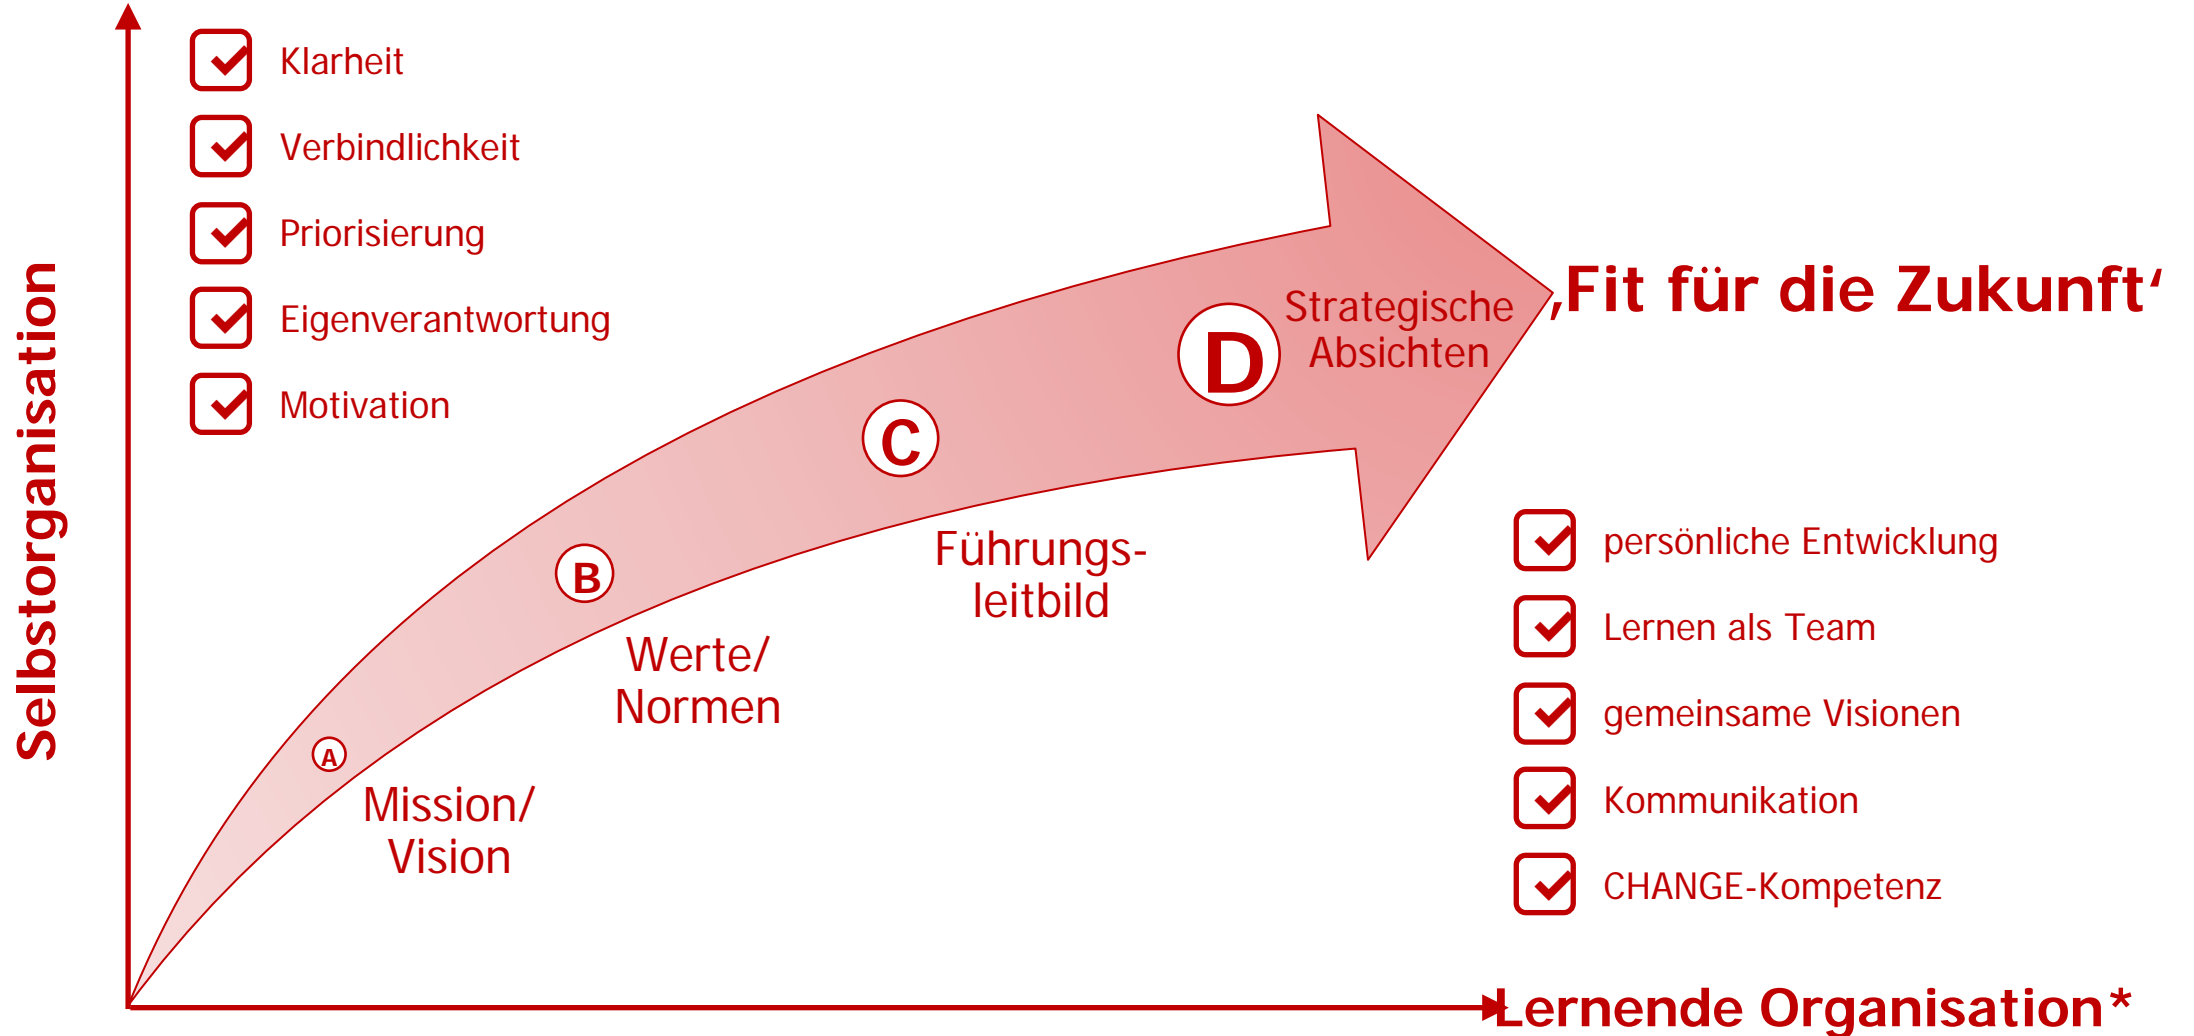 Selbstorganisation
Klarheit
Verbindlichkeit
Priorisierung
Eigenverantwortung
Motivation
‚Fit für die Zukunft‘
D
Strategische
Absichten
C
Führungs-
leitbild
B
Werte/
Normen
A
Mission/
Vision
persönliche Entwicklung
Lernen als Team
gemeinsame Visionen
Kommunikation
CHANGE-Kompetenz
Lernende Organisation*